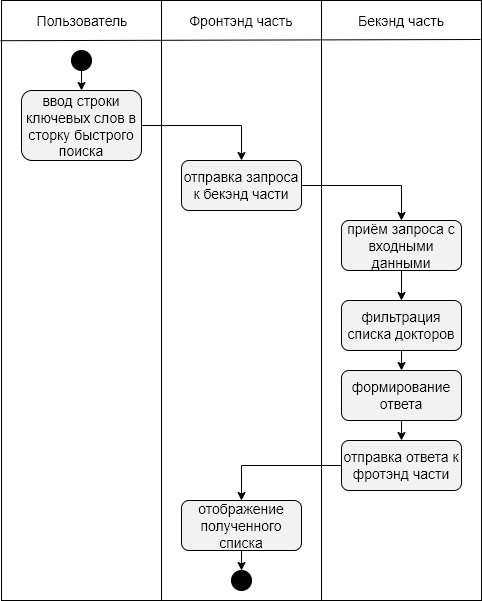 Пользователь
Фронтэнд часть
Бекэнд часть
ввод строки
ключевых слов в
сторку быстрого
поиска
отправка запроса
к бекэнд части
приём запроса с
входными
данными
фильтрация
списка докторов
формирование
ответа
отправка ответа к
фротэнд части
отображение
полученного
списка